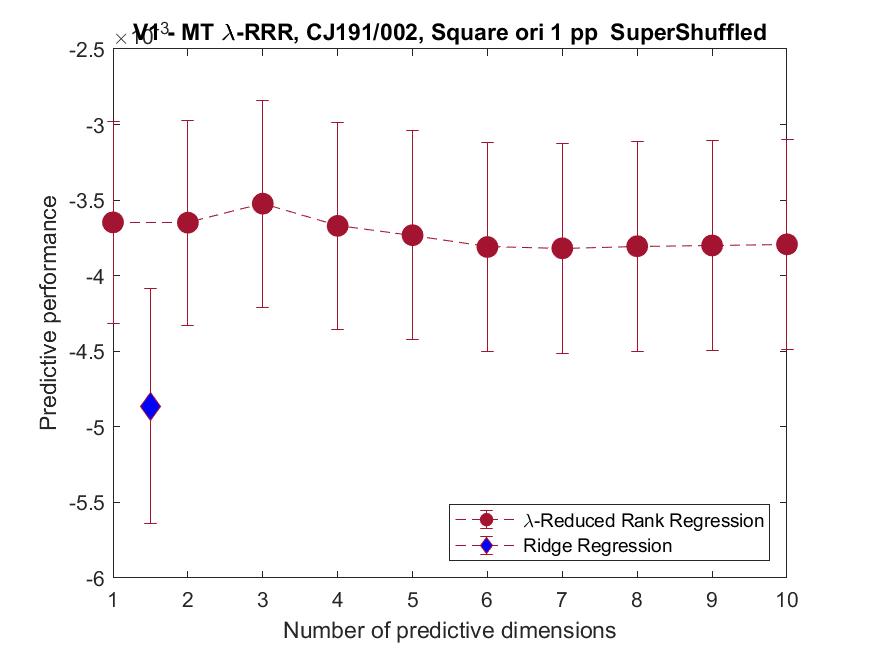 V1 - MT λ-RRR, CJ191/002, Square ori 1 pp SuperShuffled
-2.5
-3
-3.5
-4
-4.5
-5
-5.5
-6
Predictive performance
λ-Reduced Rank Regression
Ridge Regression
1 2 3 4 5 6 7 8 9 10
Number of predictive dimensions